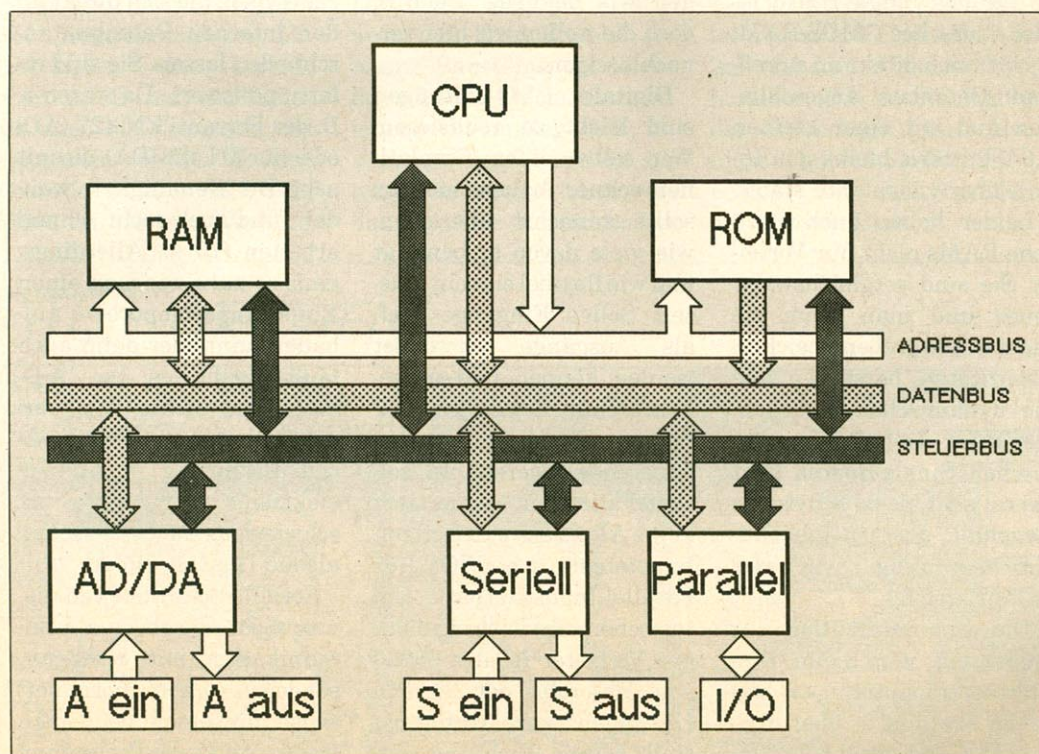 CPU
RAM
ROM
ADRESSBUS
DATENBUS
STEUERBUS
AD/DA
Seriell
Parallel
A ein
A aus
S ein
S aus
I/O